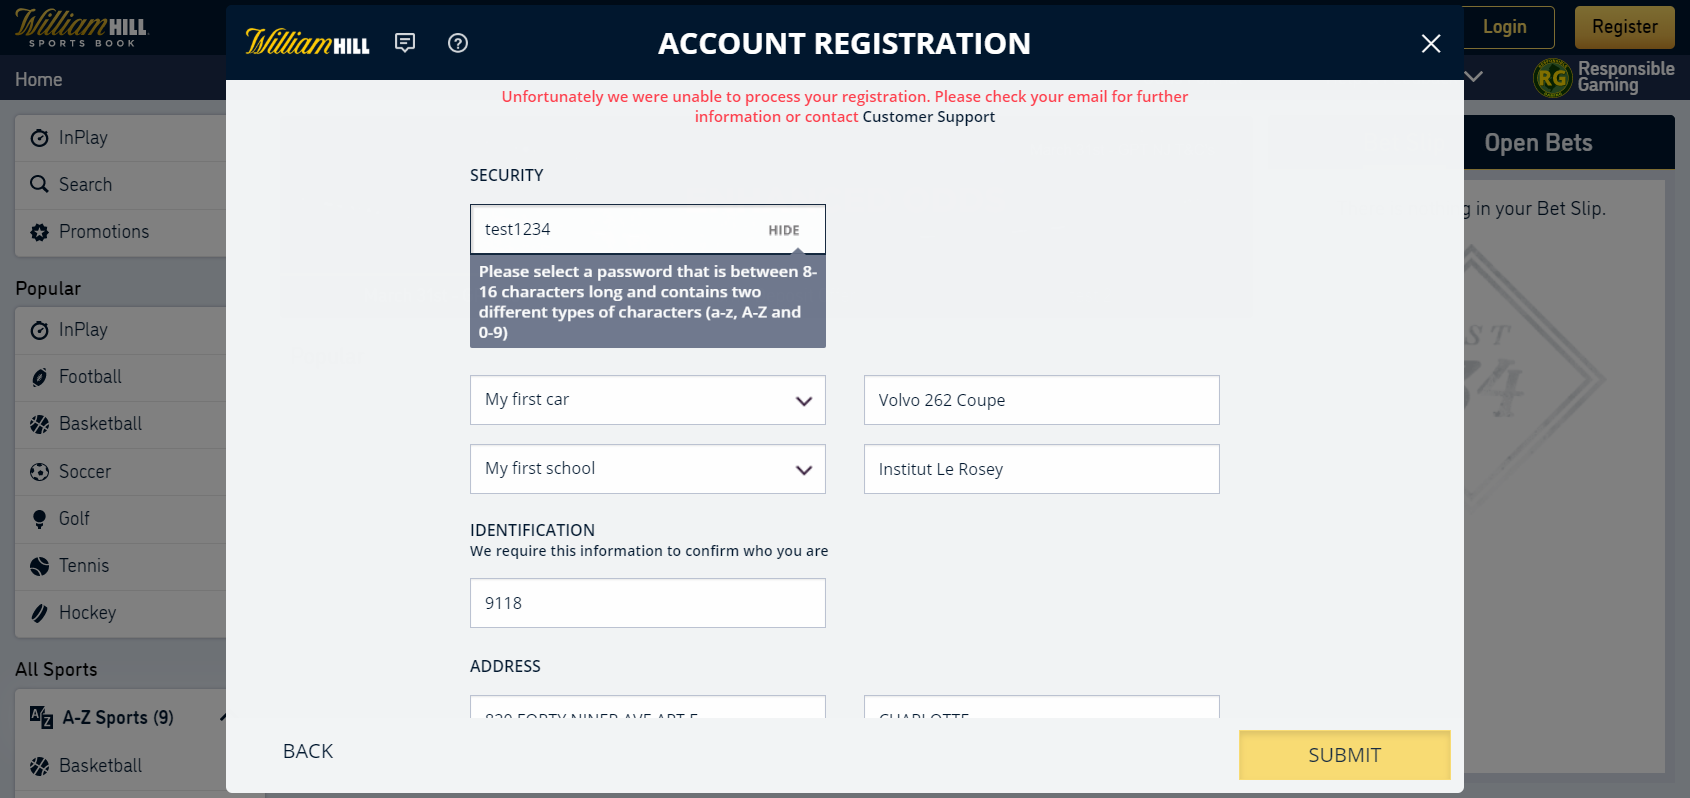 William HILL
SPORTS BOOK
Login
Register
Home
Responsible
Gaming
RG
William HILL
ACCOUNT REGISTRATION
Unfortunately we were unable to process your registration. Please check your email for further
information or contact Customer Support
InPlay
Search
Promotions
Popular
InPlay
Football
Basketball
Soccer
Golf
Tennis
Hockey
All Sports
A-Z Sports (9)
Basketball
SECURITY
test1234
HIDE
Please select a password that is between 8-
16 characters long and contains two
different types of characters (a-z, A-Z and
0-9)
My first car
Volvo 262 Coupe
My first school
Institut Le Rosey
IDENTIFICATION
We require this information to confirm who you are
9118
ADDRESS
CHARLOTTE
BACK
SUBMIT
Open Bets
in your Bet Slip.